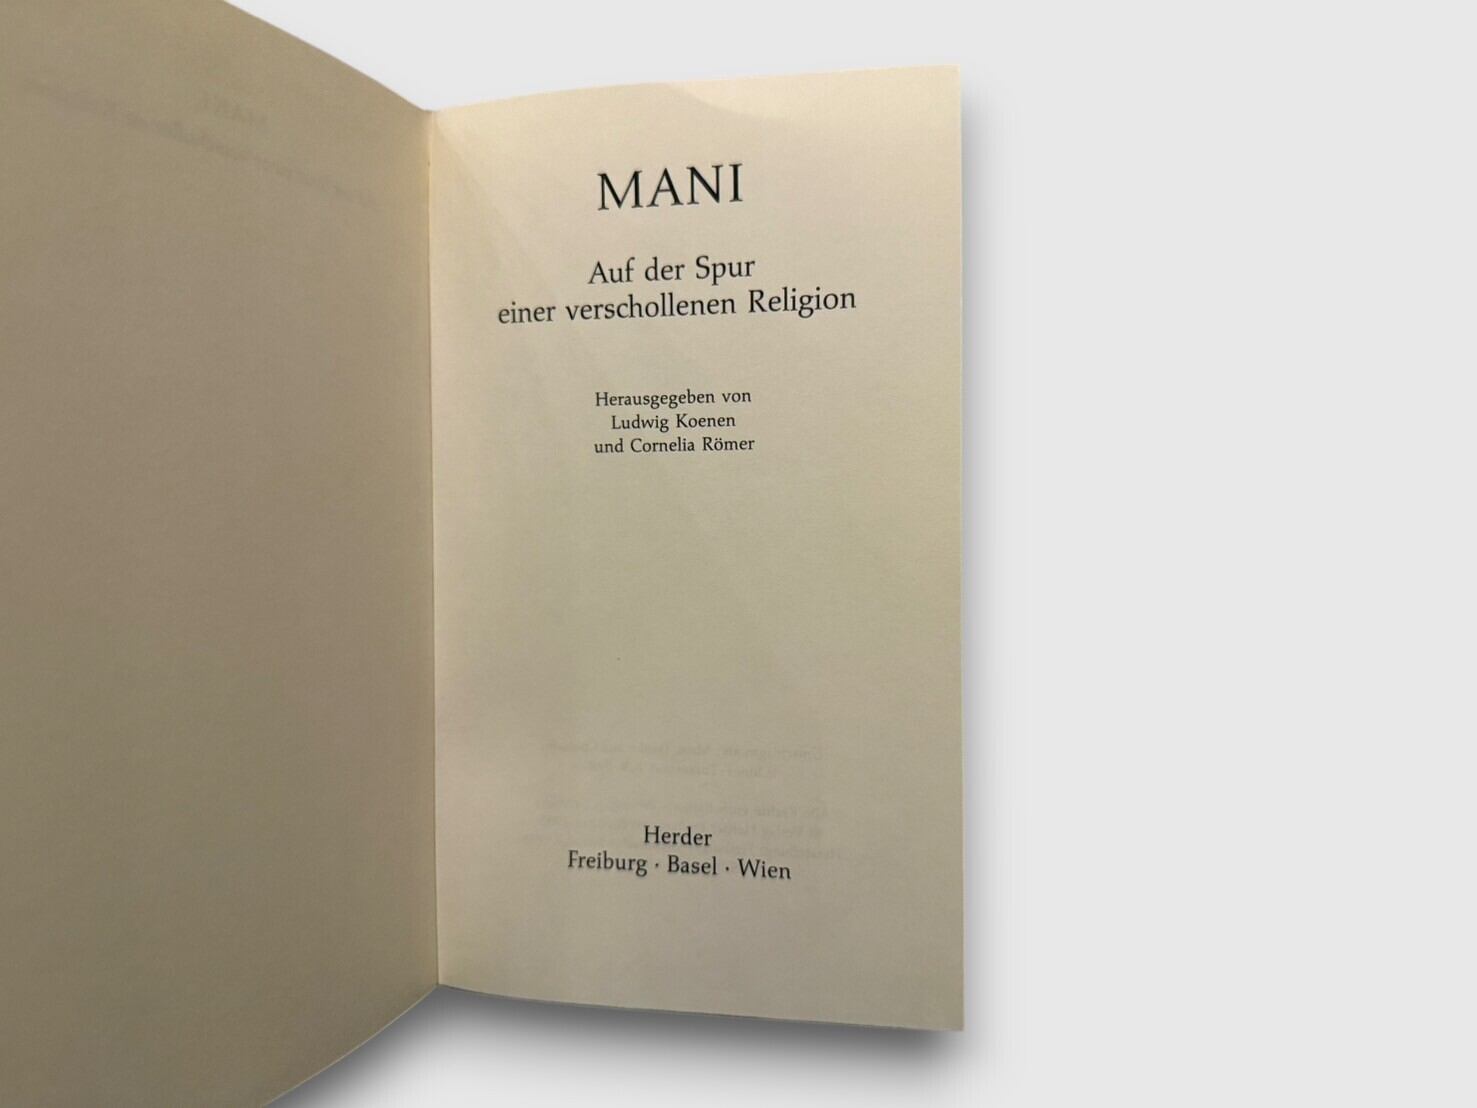 MANI
Auf der Spur
einer verschollenen Religion
Herausgegeben von
Ludwig Koenen
und Cornelia Römer
Herder
Freiburg · Basel · Wien